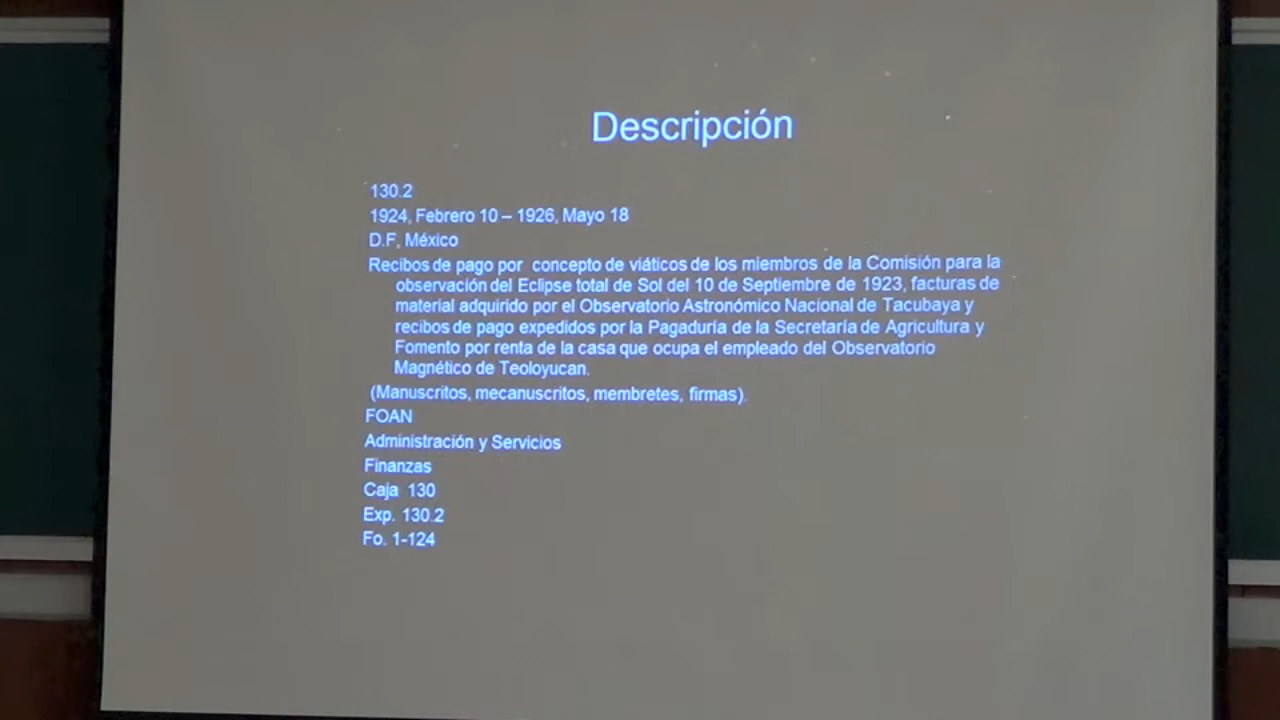 Descripción
130.2
1924, Febrero 10 – 1926, Mayo 18
D.F, México
Recibos de pago por concepto de viáticos de los miembros de la Comisión para la
observación del Eclipse total de Sol del 10 de Septiembre de 1923, facturas de
material adquirido por el Observatorio Astronómico Nacional de Tacubaya y
recibos de pago expedidos por la Pagaduría de la Secretaría de Agricultura y
Fomento por renta de la casa que ocupa el empleado del Observatorio
Magnético de Teoloyucan.
(Manuscritos, mecanuscritos, membretes, firmas).
FOAN
Administración y Servicios
Finanzas
Caja 130
Exp. 130.2
Fo. 1-124